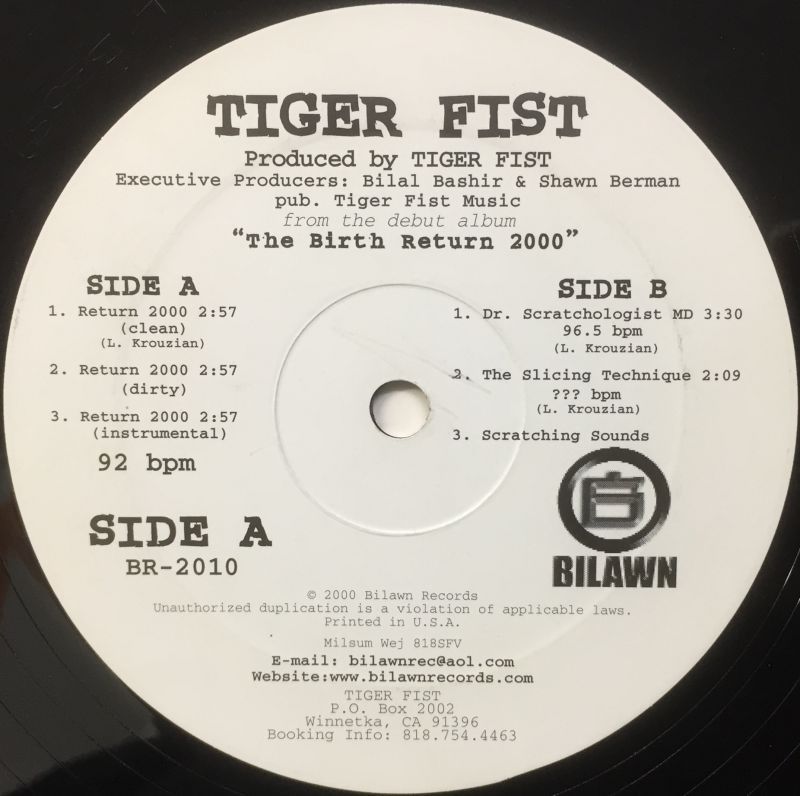 TIGER FIST
Produced by TIGER FIST
Executive Producers: Bilal Bashir & Shawn Berman
pub. Tiger Fist Music
from the debut album
“The Birth Return 2000”
SIDE A
1. Return 2000 2:57
(clean)
(L. Krouzian)
2. Return 2000 2:57
(dirty)
3. Return 2000 2:57
(instrumental)
92 bpm
SIDE A
BR-2010
SIDE B
1. Dr. Scratchologist MD 3:30
96.5 bpm
(L. Krouzian)
2. The Slicing Technique 2:09
??? bpm
(L. Krouzian)
3. Scratching Sounds
BILAWN
© 2000 Bilawn Records
Unauthorized duplication is a violation of applicable laws.
Printed in U.S.A.
Milsum Wej 818SFV
E-mail: bilawnrec@aol.com
Website:www.bilawnrecords.com
TIGER FIST
P.O. Box 2002
Winnetka, CA 91396
Booking Info: 818.754.4463